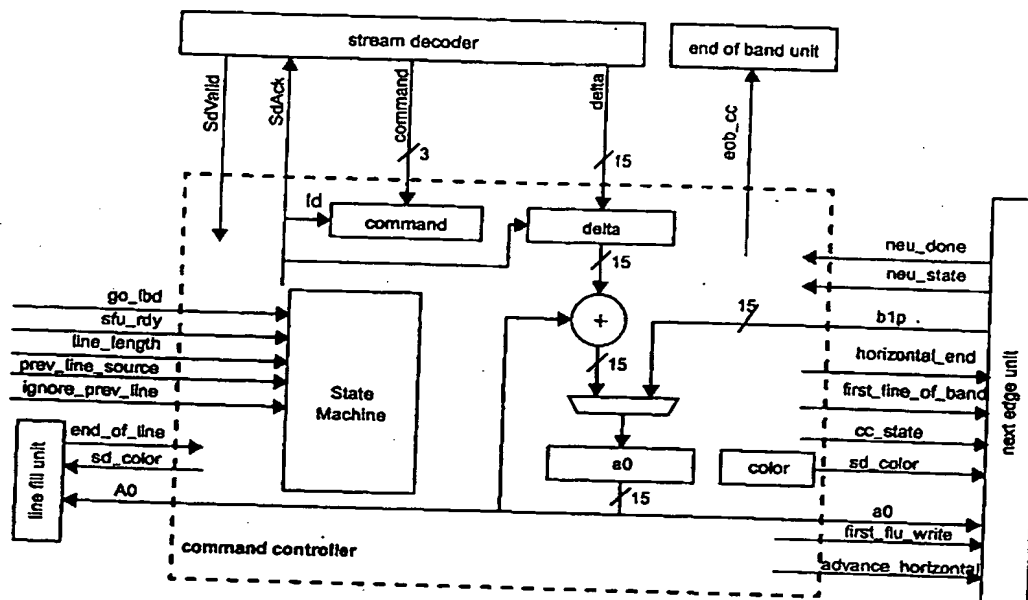 stream decoder
end of band unit
SdValid
SdAck
command
delta
eob_cc
3
15
fd
command
delta
neu_done
neu_state
15
15
b1p
go_fbd
sfu_rdy
line_length
prev_line_source
ignore_prev_line
+
State
Machine
15
horizontal_end
first_line_of_band
cc_state
next edge unit
line fill unit
end_of_line
sd_color
a0
color
sd_color
A0
15
a0
first_flu_write
command controller
advance_horizontal